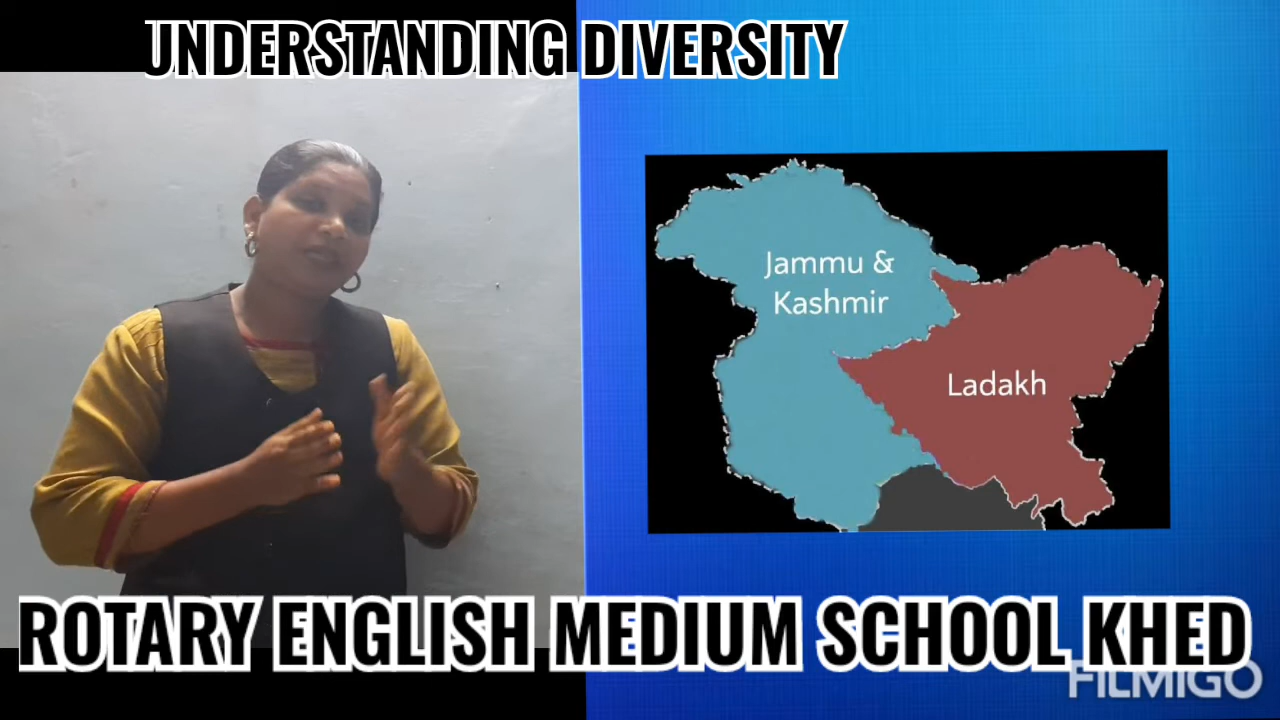 UNDERSTANDING DIVERSITY
Jammu &
Kashmir
Ladakh
ROTARY ENGLISH MEDIUM SCHOOL KHED
FILMIGO